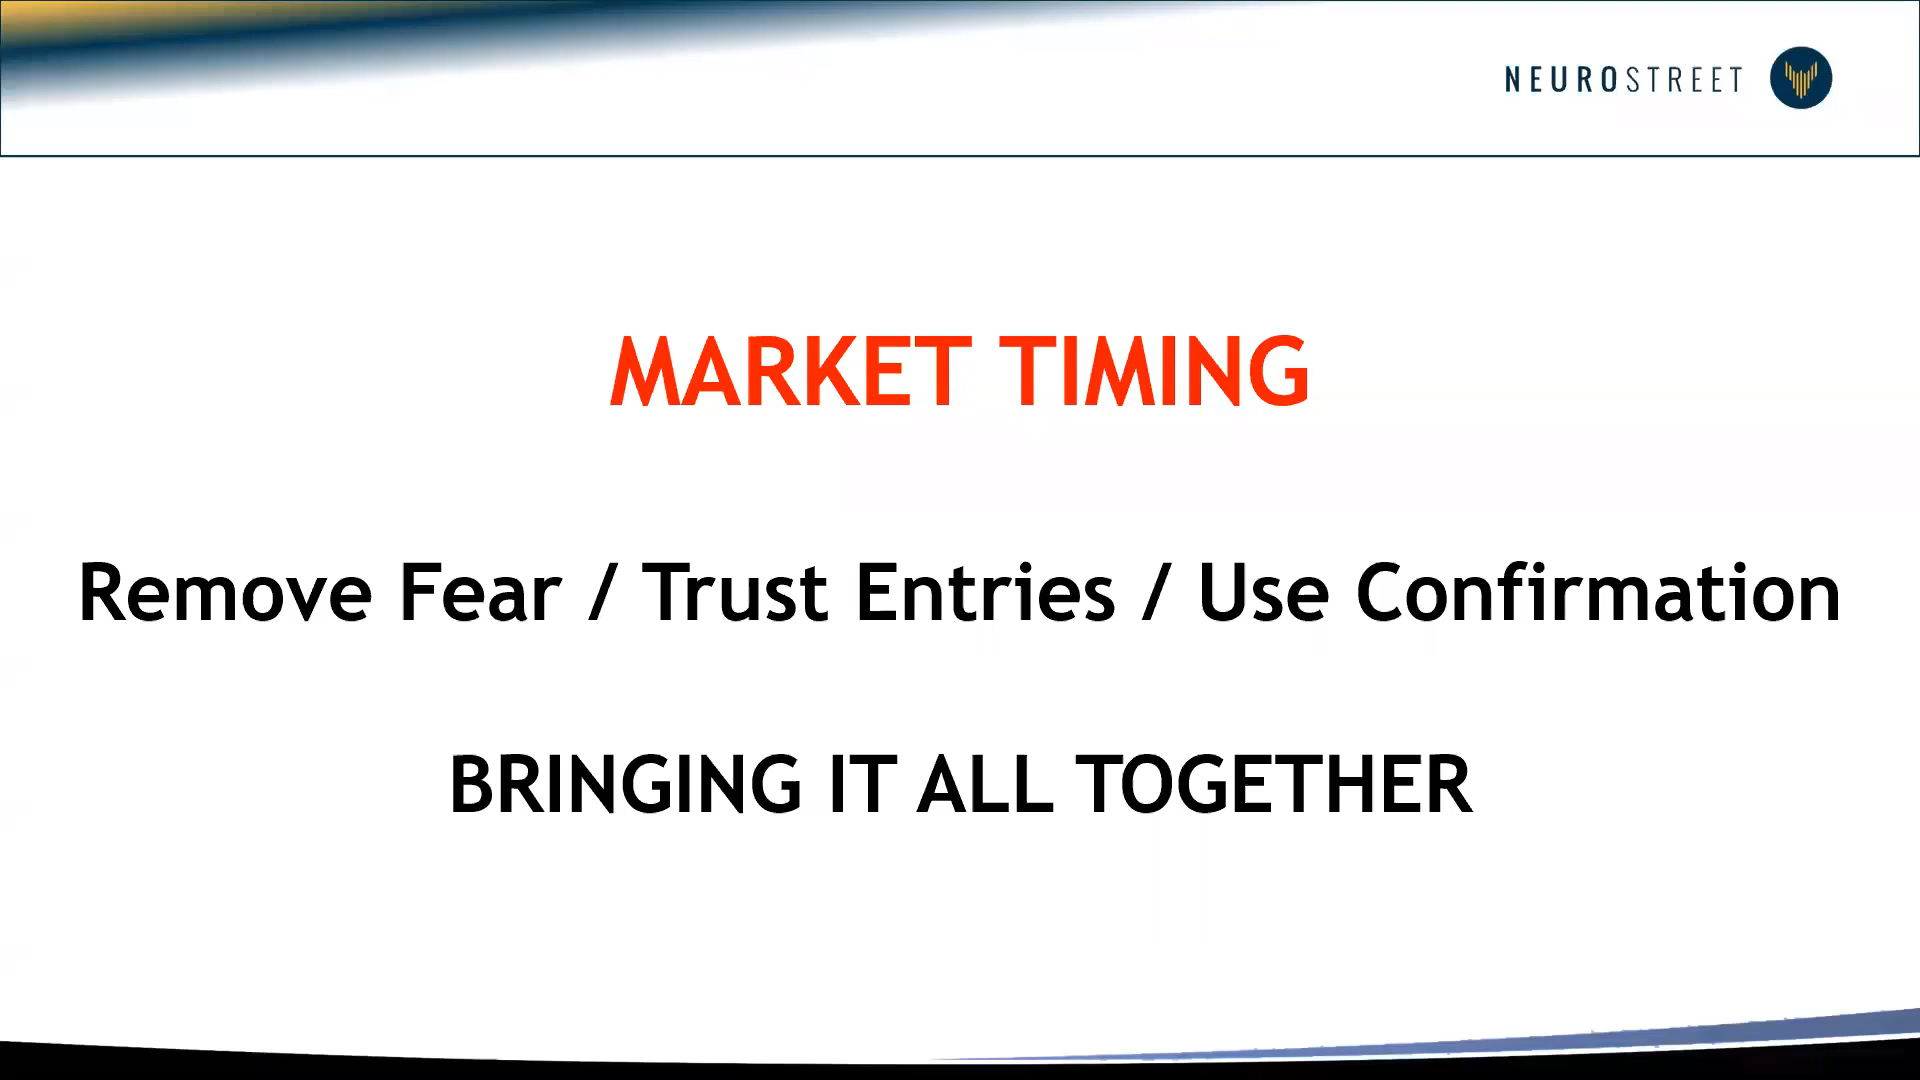 NEUROSTREET
MARKET TIMING
Remove Fear / Trust Entries / Use Confirmation
BRINGING IT ALL TOGETHER